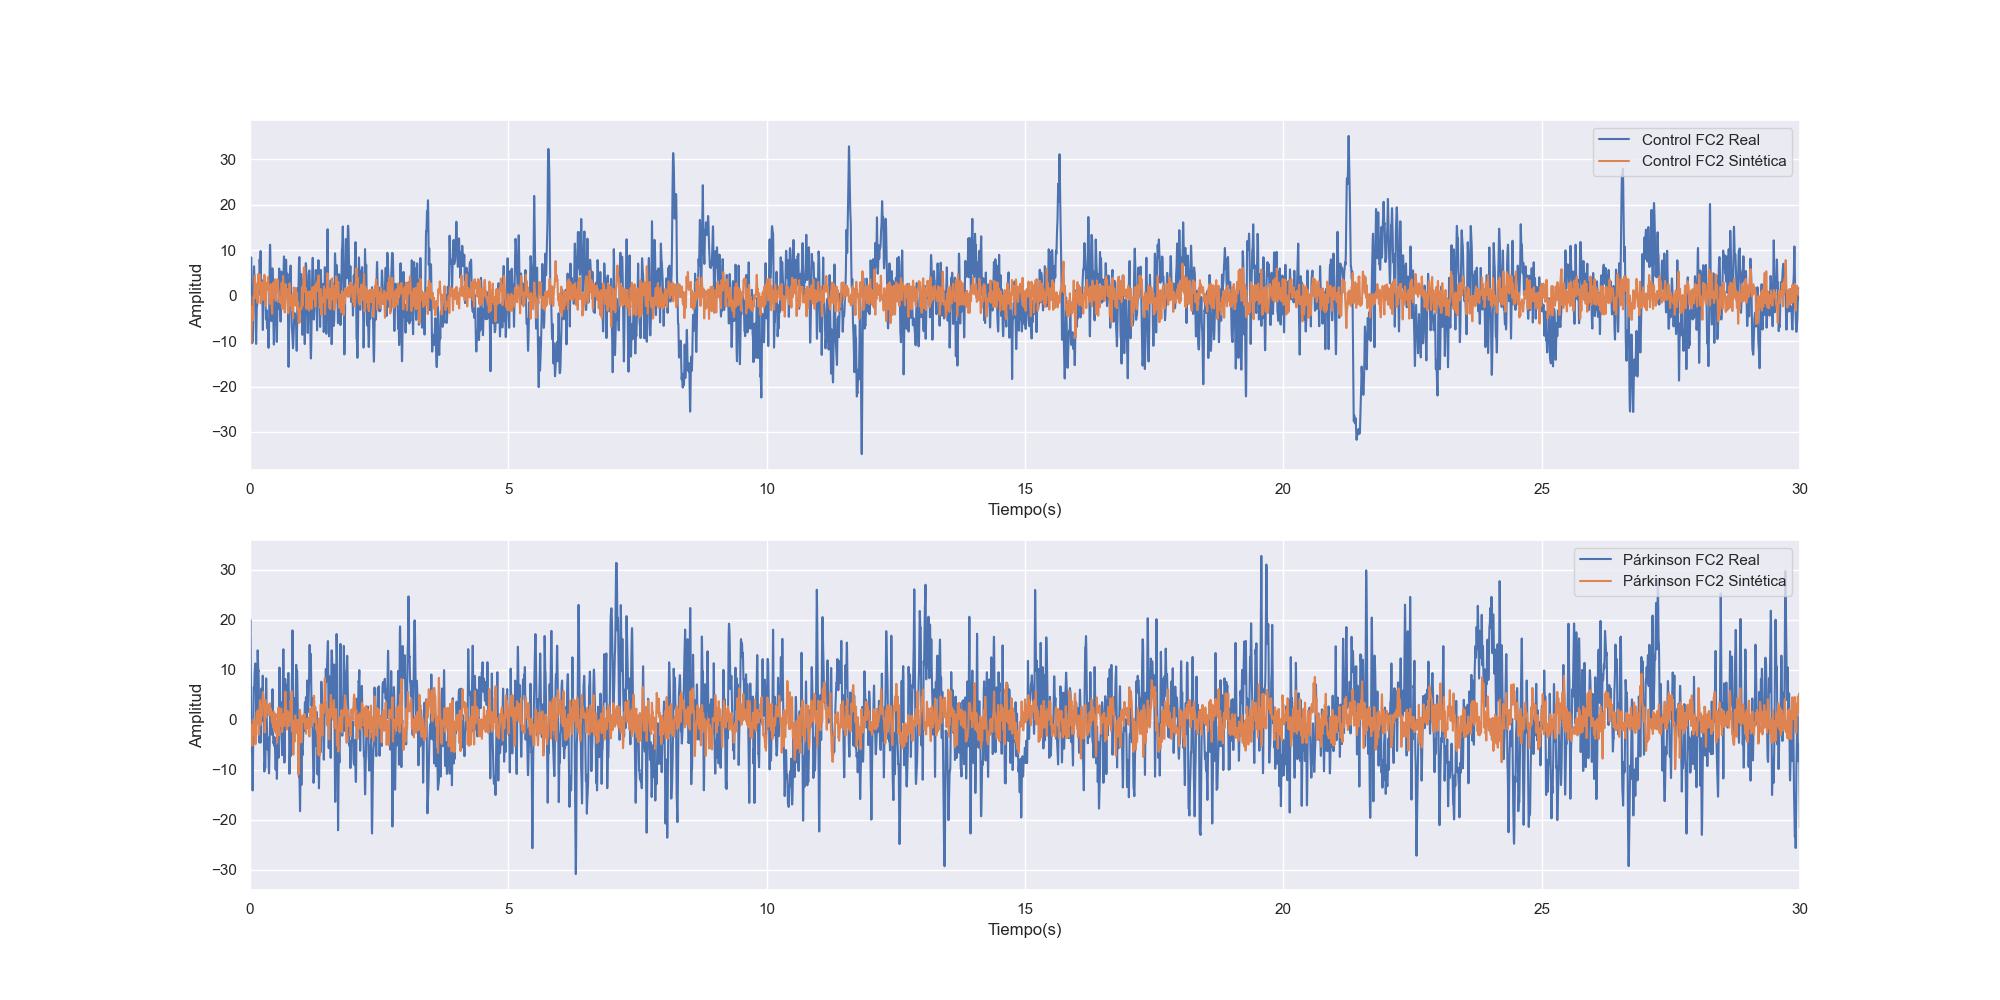 Control FC2 Real
Control FC2 Sintética
30
20
10
0
−10
−20
−30
Amplitud
0 5 10 15 20 25 30
Tiempo(s)
Párkinson FC2 Real
Párkinson FC2 Sintética
30
20
10
0
−10
−20
−30
Amplitud
0 5 10 15 20 25 30
Tiempo(s)